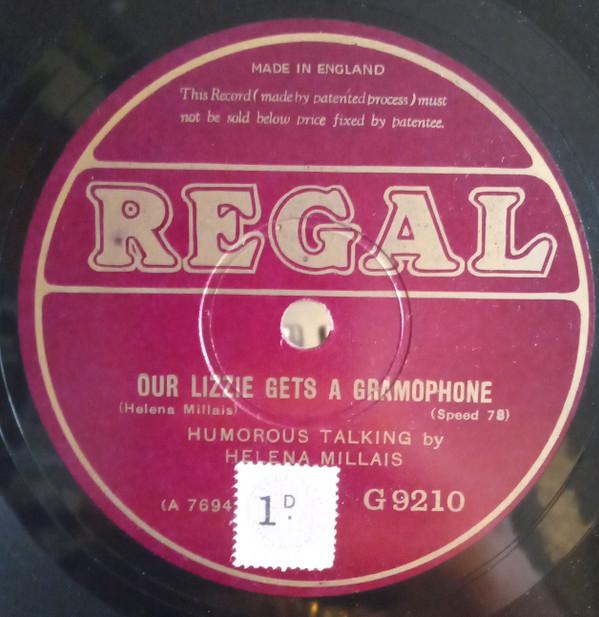 MADE IN ENGLAND
This Record (made by patented process) must
not be sold below price fixed by patentee.
REGAL
OUR LIZZIE GETS A GRAMOPHONE
(Helena Millais) (Speed 78)
HUMOROUS TALKING by
HELENA MILLAIS
(A 7694 G 9210
1D.